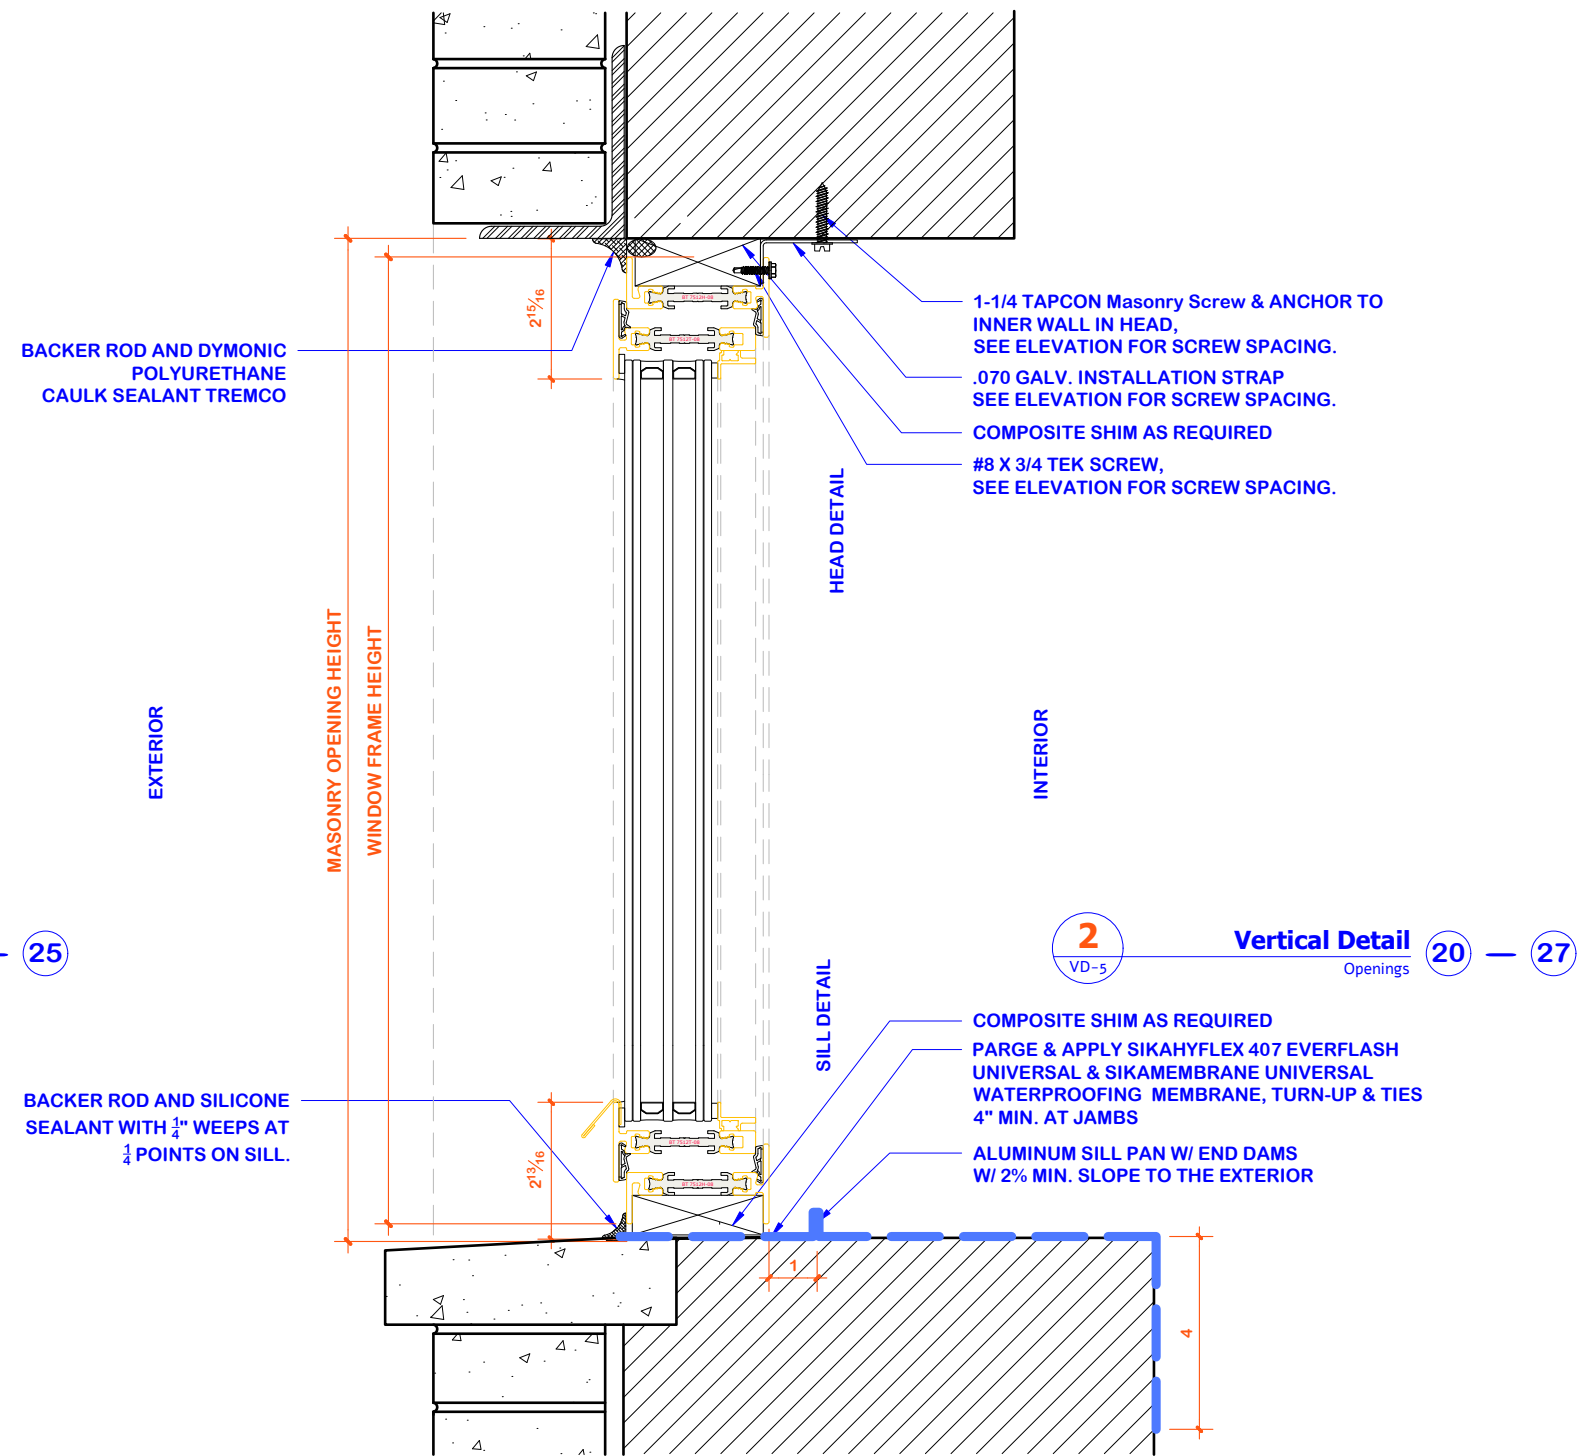 1-1/4 TAPCON Masonry Screw & ANCHOR TO
INNER WALL IN HEAD,
SEE ELEVATION FOR SCREW SPACING.
.070 GALV. INSTALLATION STRAP
SEE ELEVATION FOR SCREW SPACING.
COMPOSITE SHIM AS REQUIRED
#8 X 3/4 TEK SCREW,
SEE ELEVATION FOR SCREW SPACING.
BACKER ROD AND DYMONIC
POLYURETHANE
CAULK SEALANT TREMCO
2 15/16
BT 7513H-08
BT 7513T-08
HEAD DETAIL
MASONRY OPENING HEIGHT
WINDOW FRAME HEIGHT
EXTERIOR
INTERIOR
25
2
VD-5
Vertical Detail
Openings
20 — 27
SILL DETAIL
COMPOSITE SHIM AS REQUIRED
PARGE & APPLY SIKAHYFLEX 407 EVERFLASH
UNIVERSAL & SIKAMEMBRANE UNIVERSAL
WATERPROOFING MEMBRANE, TURN-UP & TIES
4" MIN. AT JAMBS
ALUMINUM SILL PAN W/ END DAMS
W/ 2% MIN. SLOPE TO THE EXTERIOR
BACKER ROD AND SILICONE
SEALANT WITH 1/4" WEEPS AT
1/4 POINTS ON SILL.
2 13/16
1
4